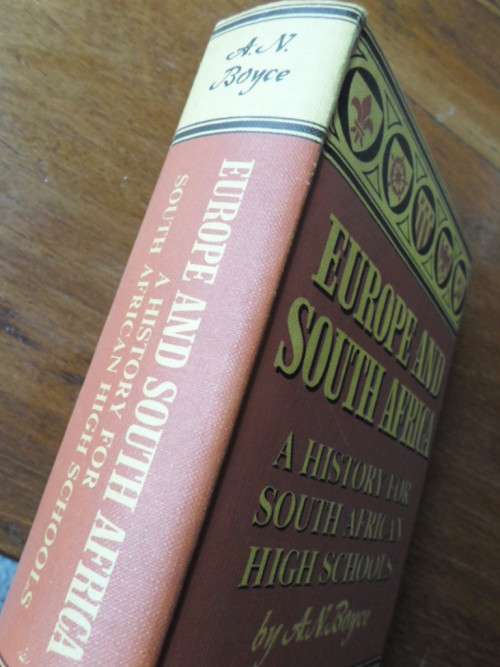 A.N.
Boyce
EUROPE AND SOUTH AFRICA
A HISTORY FOR
SOUTH AFRICAN HIGH SCHOOLS
EUROPE AND
SOUTH AFRICA
A HISTORY FOR
SOUTH AFRICAN
HIGH SCHOOLS
by A.N.Boyce